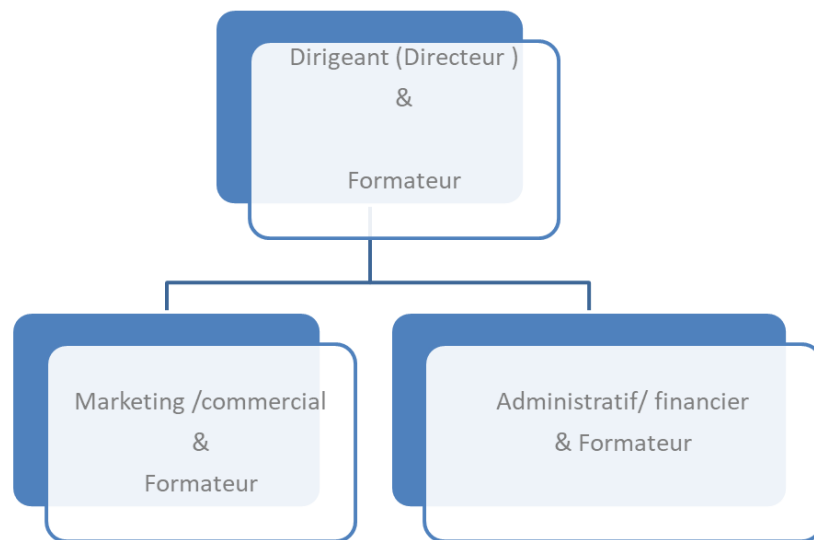 Dirigeant (Directeur )
&
Formateur
Marketing /commercial
&
Formateur
Administratif/ financier
& Formateur